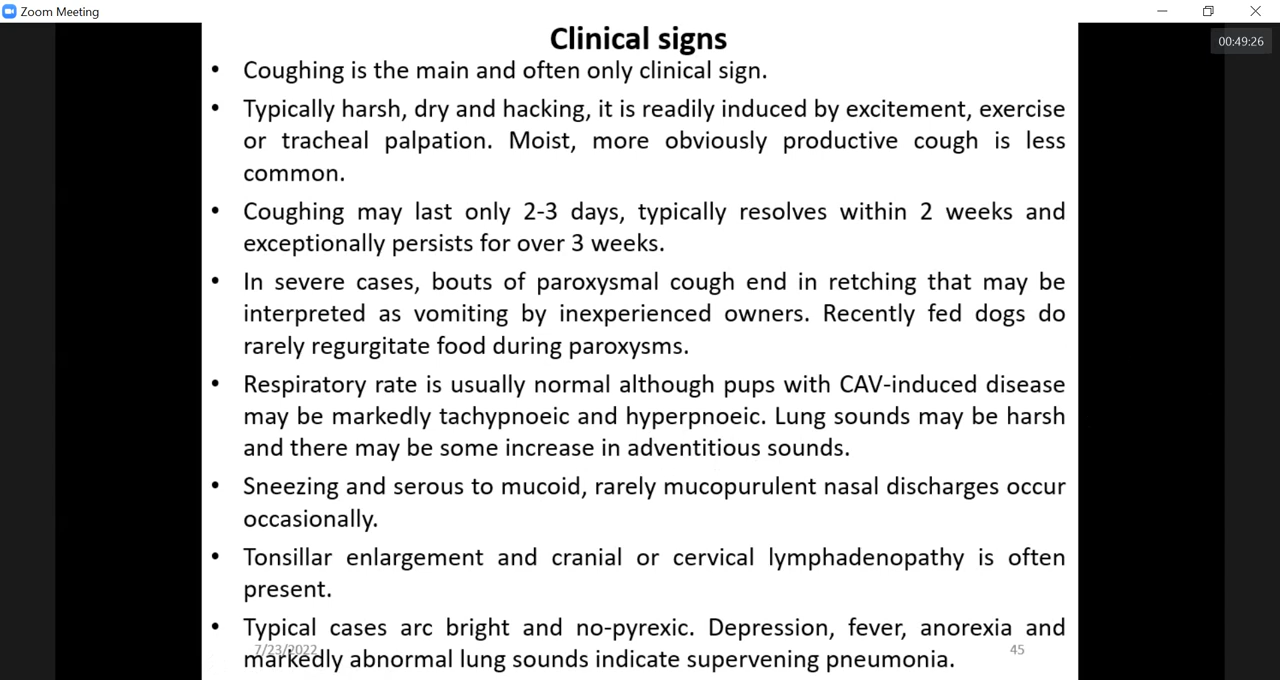 Zoom Meeting
00:49:26
Clinical signs
• Coughing is the main and often only clinical sign.
• Typically harsh, dry and hacking, it is readily induced by excitement, exercise
or tracheal palpation. Moist, more obviously productive cough is less
common.
• Coughing may last only 2-3 days, typically resolves within 2 weeks and
exceptionally persists for over 3 weeks.
• In severe cases, bouts of paroxysmal cough end in retching that may be
interpreted as vomiting by inexperienced owners. Recently fed dogs do
rarely regurgitate food during paroxysms.
• Respiratory rate is usually normal although pups with CAV-induced disease
may be markedly tachypnoeic and hyperpnoeic. Lung sounds may be harsh
and there may be some increase in adventitious sounds.
• Sneezing and serous to mucoid, rarely mucopurulent nasal discharges occur
occasionally.
• Tonsillar enlargement and cranial or cervical lymphadenopathy is often
present.
• Typical cases arc bright and no-pyrexic. Depression, fever, anorexia and
7/23/2022
45
markedly abnormal lung sounds indicate supervening pneumonia.